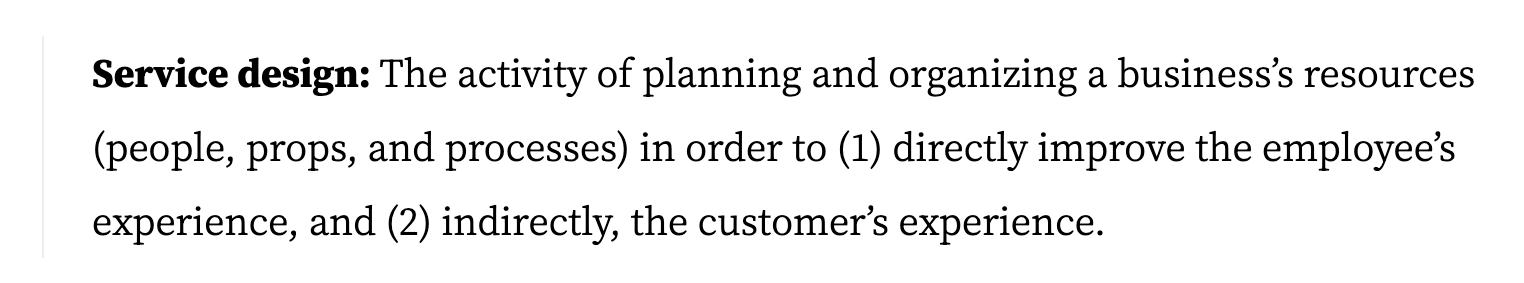 Service design: The activity of planning and organizing a business’s resources
(people, props, and processes) in order to (1) directly improve the employee’s
experience, and (2) indirectly, the customer’s experience.